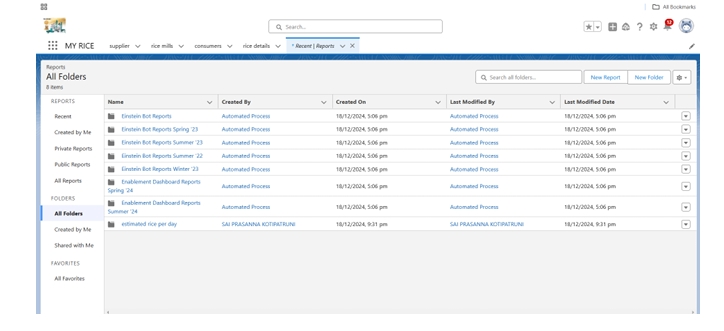 All Bookmarks
Search...
12
MY RICE supplier rice mills consumers rice details * Recent | Reports
Reports
All Folders
8 items
Search all folders...
New Report
New Folder
REPORTS
Recent
Created by Me
Private Reports
Public Reports
All Reports
FOLDERS
All Folders
Created by Me
Shared with Me
FAVORITES
All Favorites
Name Created By Created On Last Modified By Last Modified Date
Einstein Bot Reports Automated Process 18/12/2024, 5:06 pm Automated Process 18/12/2024, 5:06 pm
Einstein Bot Reports Spring '23 Automated Process 18/12/2024, 5:06 pm Automated Process 18/12/2024, 5:06 pm
Einstein Bot Reports Summer '23 Automated Process 18/12/2024, 5:06 pm Automated Process 18/12/2024, 5:06 pm
Einstein Bot Reports Summer '22 Automated Process 18/12/2024, 5:06 pm Automated Process 18/12/2024, 5:06 pm
Einstein Bot Reports Winter '23 Automated Process 18/12/2024, 5:06 pm Automated Process 18/12/2024, 5:06 pm
Enablement Dashboard Reports
Spring '24 Automated Process 18/12/2024, 5:06 pm Automated Process 18/12/2024, 5:06 pm
Enablement Dashboard Reports
Summer '24 Automated Process 18/12/2024, 5:06 pm Automated Process 18/12/2024, 5:06 pm
estimated rice per day SAI PRASANNA KOTIPATRUNI 18/12/2024, 9:31 pm SAI PRASANNA KOTIPATRUNI 18/12/2024, 9:31 pm